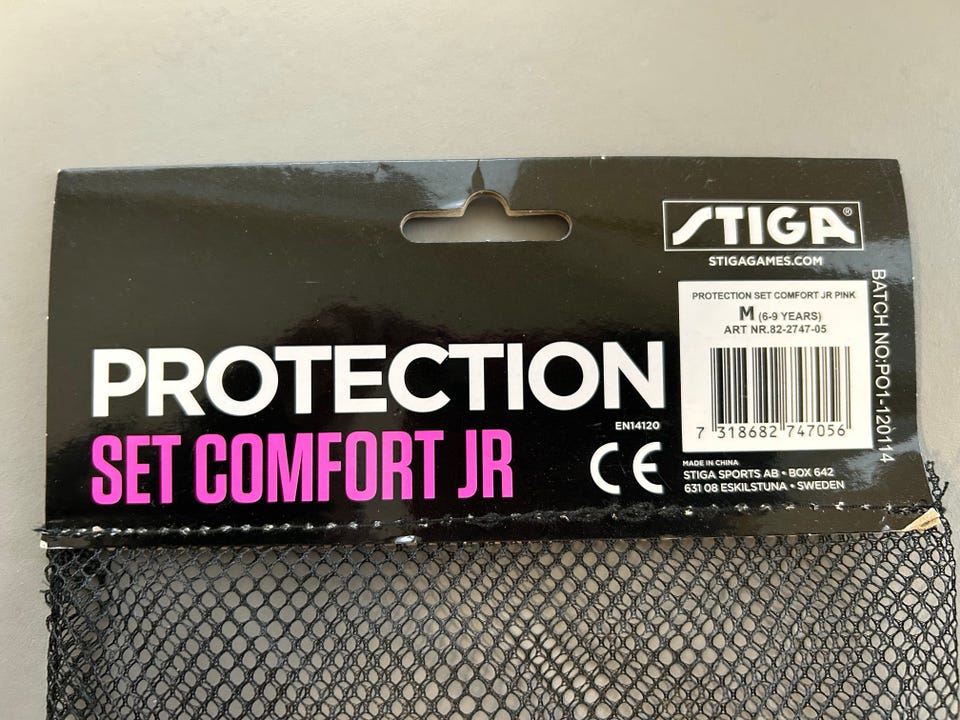 STIGA®
STIGAGAMES.COM
PROTECTION SET COMFORT JR PINK
M (6-9 YEARS)
ART NR.82-2747-05
7 318682 747056
BATCH NO:PO1-120114
PROTECTION
SET COMFORT JR
EN14120
CE
MADE IN CHINA
STIGA SPORTS AB • BOX 642
631 08 ESKILSTUNA • SWEDEN